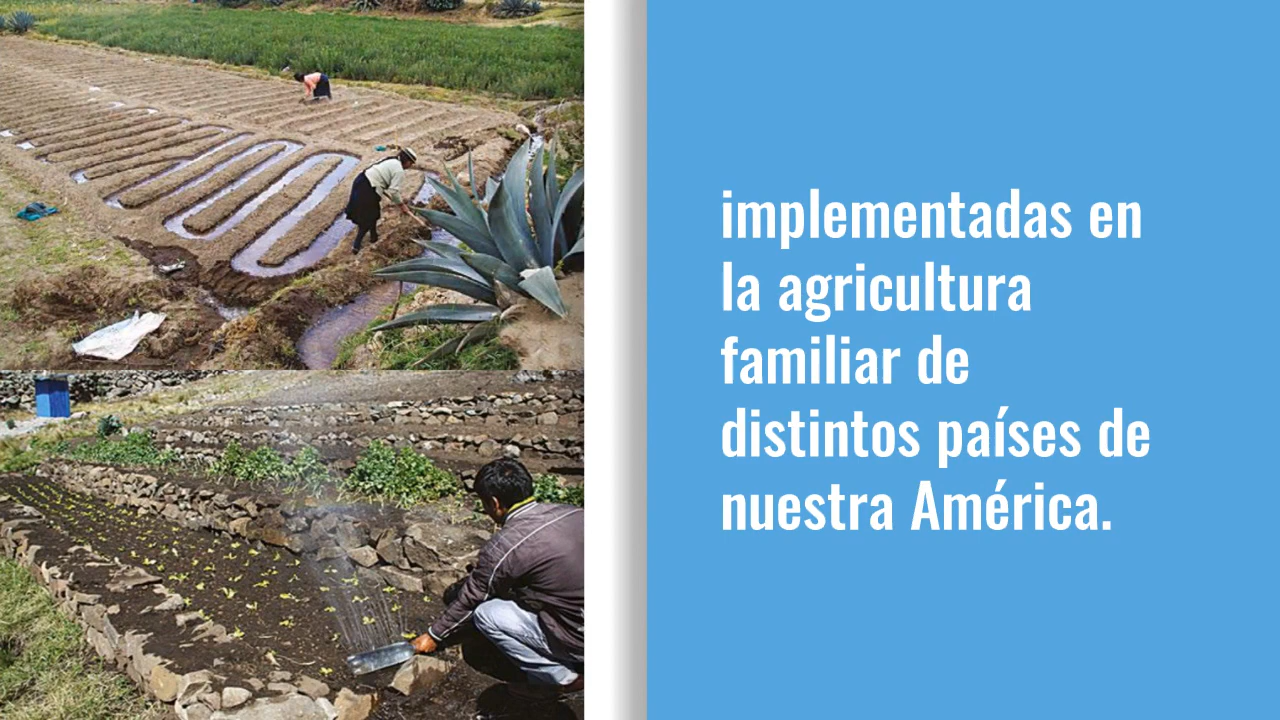 implementadas en
la agricultura
familiar de
distintos países de
nuestra América.